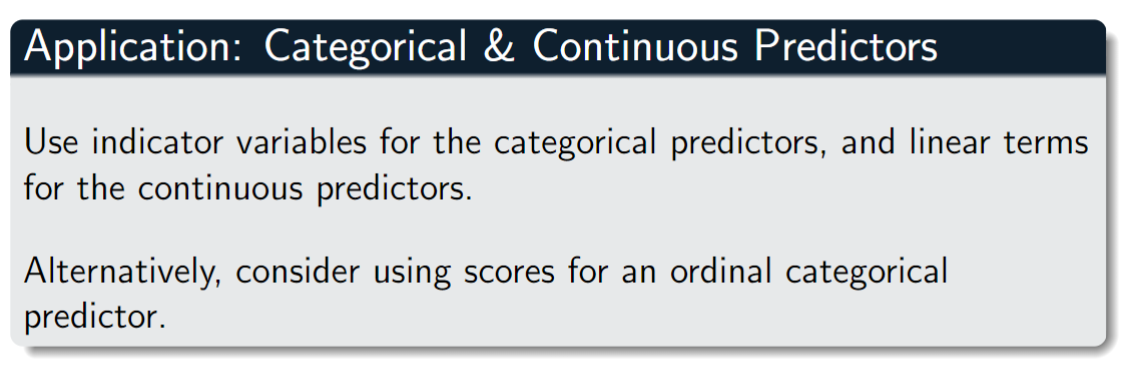 Application: Categorical & Continuous Predictors
Use indicator variables for the categorical predictors, and linear terms
for the continuous predictors.
Alternatively, consider using scores for an ordinal categorical
predictor.